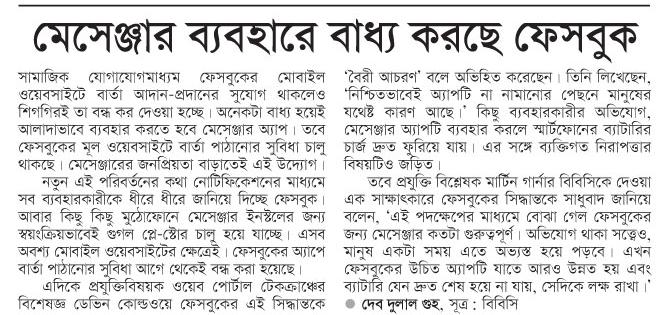 মেসেঞ্জার ব্যবহারে বাধ্য করছে ফেসবুক
সামাজিক যোগাযোগমাধ্যম ফেসবুকের মোবাইল
ওয়েবসাইটে বার্তা আদান-প্রদানের সুযোগ থাকলেও
শিগগিরই তা বন্ধ কর দেওয়া হচ্ছে। অনেকটা বাধ্য হয়েই
আলাদাভাবে ব্যবহার করতে হবে মেসেঞ্জার অ্যাপ। তবে
ফেসবুকের মূল ওয়েবসাইটে বার্তা পাঠানোর সুবিধা চালু
থাকছে। মেসেঞ্জারের জনপ্রিয়তা বাড়াতেই এই উদ্যোগ।
নতুন এই পরিবর্তনের কথা নোটিফিকেশনের মাধ্যমে
সব ব্যবহারকারীকে ধীরে ধীরে জানিয়ে দিচ্ছে ফেসবুক।
আবার কিছু কিছু মুঠোফোনে মেসেঞ্জার ইনস্টলের জন্য
স্বয়ংক্রিয়ভাবেই গুগল প্লে-স্টোর চালু হয়ে যাচ্ছে। এসব
অবশ্য মোবাইল ওয়েবসাইটের ক্ষেত্রেই। ফেসবুকের অ্যাপে
বার্তা পাঠানোর সুবিধা আগে থেকেই বন্ধ করা হয়েছে।
এদিকে প্রযুক্তিবিষয়ক ওয়েব পোর্টাল টেকক্রাঞ্চের
বিশেষজ্ঞ ডেভিন কোল্ডওয়ে ফেসবুকের এই সিদ্ধান্তকে
‘বৈরী আচরণ’ বলে অভিহিত করেছেন। তিনি লিখেছেন,
‘নিশ্চিতভাবেই অ্যাপটি না নামানোর পেছনে মানুষের
যথেষ্ট কারণ আছে।’ কিছু ব্যবহারকারীর অভিযোগ,
মেসেঞ্জার অ্যাপটি ব্যবহার করলে স্মার্টফোনের ব্যাটারির
চার্জ দ্রুত ফুরিয়ে যায়। এর সঙ্গে ব্যক্তিগত নিরাপত্তার
বিষয়টিও জড়িত।
তবে প্রযুক্তি বিশ্লেষক মার্টিন গার্নার বিবিসিকে দেওয়া
এক সাক্ষাৎকারে ফেসবুকের সিদ্ধান্তকে সাধুবাদ জানিয়ে
বলেন, ‘এই পদক্ষেপের মাধ্যমে বোঝা গেল ফেসবুকের
জন্য মেসেঞ্জার কতটা গুরুত্বপূর্ণ। অভিযোগ থাকা সত্ত্বেও,
মানুষ একটা সময় এতে অভ্যস্ত হয়ে পড়বে। এখন
ফেসবুকের উচিত অ্যাপটি যাতে আরও উন্নত হয় এবং
ব্যাটারি যেন দ্রুত শেষ হয়ে না যায়, সেদিকে লক্ষ রাখা।’
● দেব দুলাল গুহ, সূত্র : বিবিসি